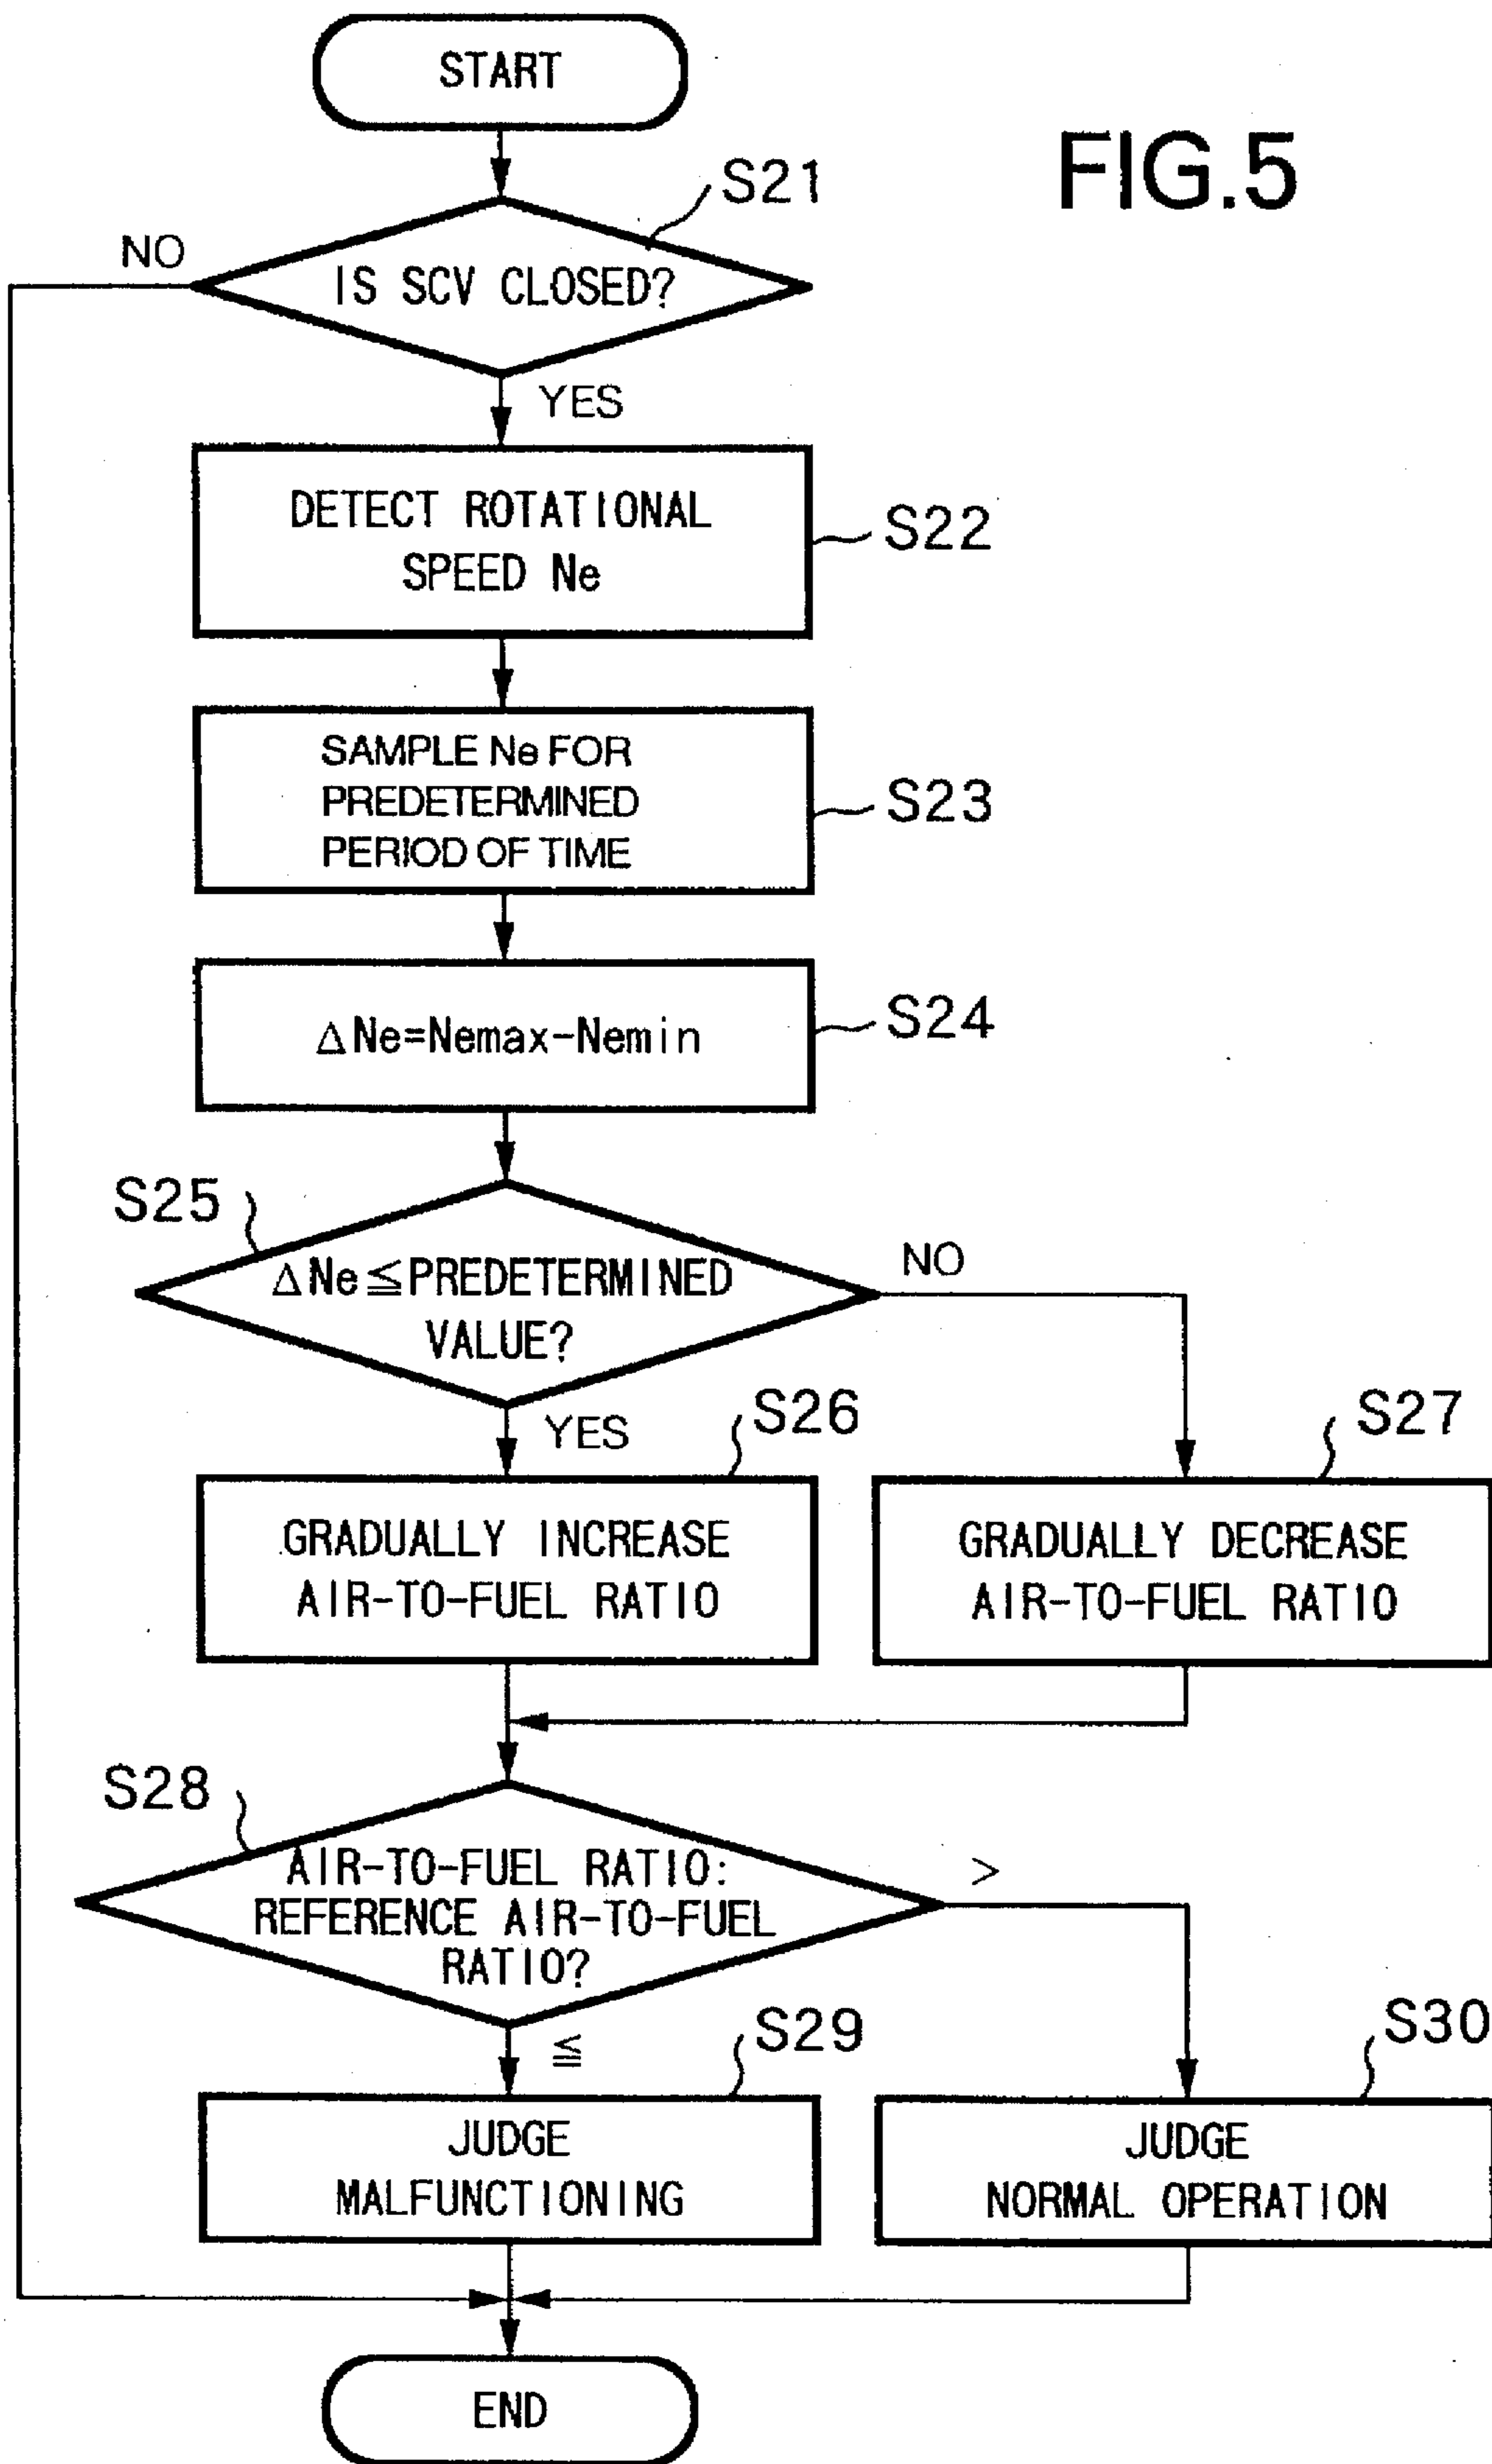 START
FIG.5
S21
NO
IS SCV CLOSED?
YES
DETECT ROTATIONAL
SPEED Ne
S22
SAMPLE Ne FOR
PREDETERMINED
PERIOD OF TIME
S23
ΔNe=Nemax-Nemin
S24
S25
ΔNe≦PREDETERMINED
VALUE?
NO
YES
S26
S27
GRADUALLY INCREASE
AIR-TO-FUEL RATIO
GRADUALLY DECREASE
AIR-TO-FUEL RATIO
S28
AIR-TO-FUEL RATIO:
REFERENCE AIR-TO-FUEL
RATIO?
>
≦
S29
S30
JUDGE
MALFUNCTIONING
JUDGE
NORMAL OPERATION
END